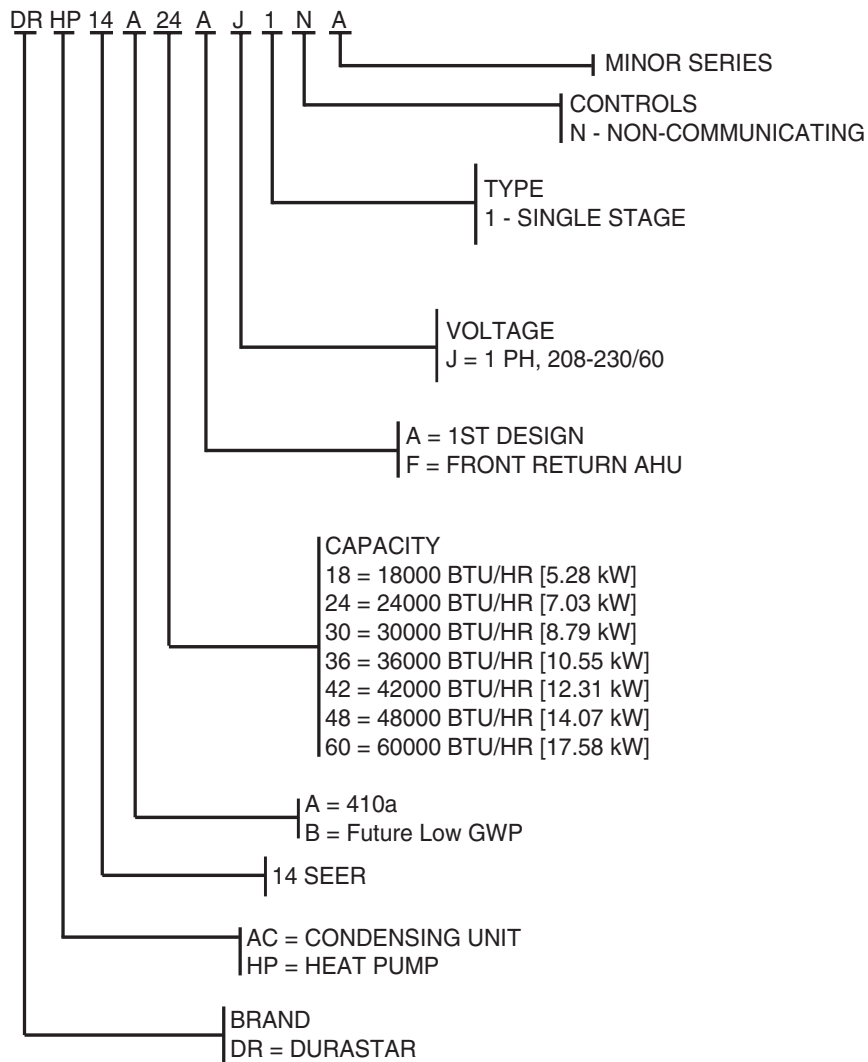 DR HP 14 A 24 A J 1 N A
MINOR SERIES
CONTROLS
N - NON-COMMUNICATING
TYPE
1 - SINGLE STAGE
VOLTAGE
J = 1 PH, 208-230/60
A = 1ST DESIGN
F = FRONT RETURN AHU
CAPACITY
18 = 18000 BTU/HR [5.28 kW]
24 = 24000 BTU/HR [7.03 kW]
30 = 30000 BTU/HR [8.79 kW]
36 = 36000 BTU/HR [10.55 kW]
42 = 42000 BTU/HR [12.31 kW]
48 = 48000 BTU/HR [14.07 kW]
60 = 60000 BTU/HR [17.58 kW]
A = 410a
B = Future Low GWP
14 SEER
AC = CONDENSING UNIT
HP = HEAT PUMP
BRAND
DR = DURASTAR